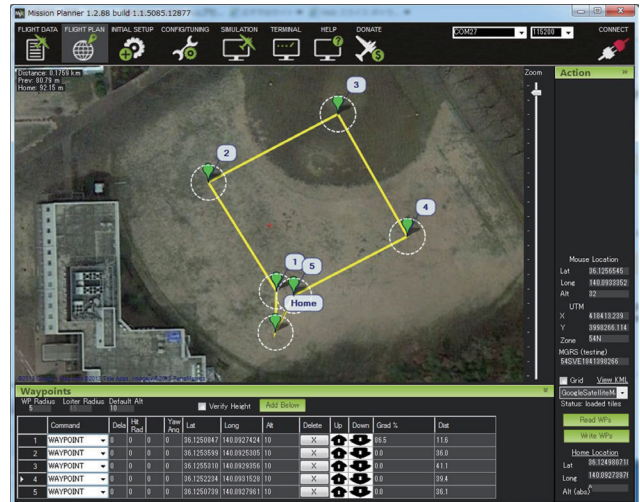 Mission Planner 1.2.88 build 1.1.5085.12877
FLIGHT DATA FLIGHT PLAN INITIAL SETUP CONFIG/TUNING SIMULATION TERMINAL HELP DONATE
COM27 115200 CONNECT
Distance: 0.1759 km
Prev: 80.79 m
Home: 92.15 m
Zoom
Action
3
2
4
1 5
Home
Mouse Location
Lat 36.1256545
Long 140.0933352
Alt 32
UTM
X 418413.239
Y 3998266.114
Zone 54N
MGRS (testing)
54SVE1841398266
Grid View KML
GoogleSatelliteM
Status: loaded tiles
Read WPs
Write WPs
Home Location
Lat 36.124980710
Long 140.0927397
Alt (abs)
Waypoints
WP Radius Loiter Radius Default Alt
5 45 10 Verify Height Add Below
Command Dela Hit Rad Yaw Ang Lat Long Alt Delete Up Down Grad % Dist
1 WAYPOINT 0 0 0 0 36.1250847 140.0927424 10 X 86.5 11.6
2 WAYPOINT 0 0 0 0 36.1253599 140.0925305 10 X 0.0 36.0
3 WAYPOINT 0 0 0 0 36.1255310 140.0929356 10 X 0.0 41.1
4 WAYPOINT 0 0 0 0 36.1252234 140.0931528 10 X 0.0 39.4
5 WAYPOINT 0 0 0 0 36.1250739 140.0927961 10 X 0.0 36.1